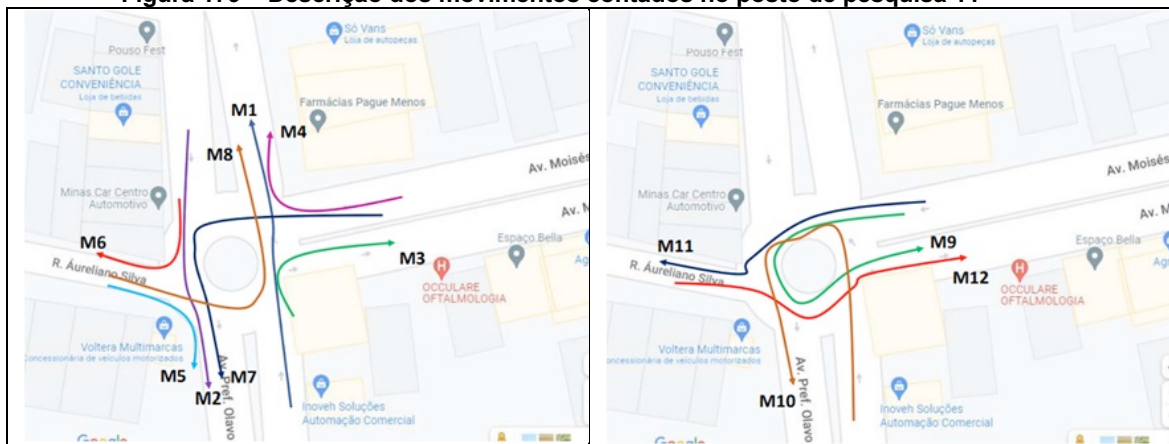 Figura 175 – Descrição dos movimentos contados no posto de pesquisa 11
Pouso Fest
SANTO GOLE
CONVENIÊNCIA
Loja de bebidas
Só Vans
Loja de autopeças
Farmácias Pague Menos
M1
M4
M8
Av. Moisés
Minas Car Centro
Automotivo
Av. M
M6
M3
Espaço Bella
R. Áureliano Silva
Agr
OCCULARE
OFTALMOLOGIA
Voltera Multimarcas
Concessionária de veículos motorizados
M5
M2
M7
Av. Pref. Olavo
Inoveh Soluções
Automação Comercial
Google
Pouso Fest
SANTO GOLE
CONVENIÊNCIA
Loja de bebidas
Só Vans
Loja de autopeças
Farmácias Pague Menos
Av. Moisés
Minas Car Centro
Automotivo
Av. M
M11
M9
Espaço Bella
R. Áureliano Silva
M12
Agr
OCCULARE
OFTALMOLOGIA
Voltera Multimarcas
oncessionária de veículos motorizados
M10
Av. Pref. Olavo
Inoveh Soluções
Automação Comercial
Google